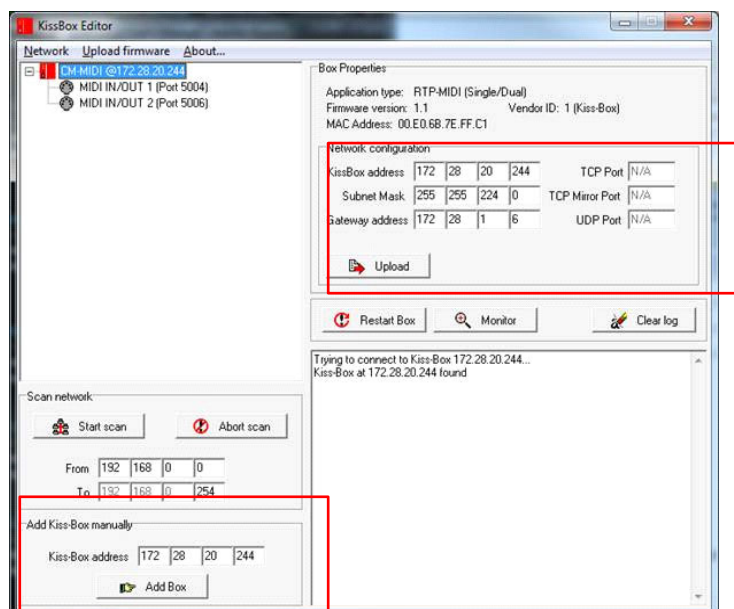 KissBox Editor
Network Upload firmware About...
CM-MIDI @172.28.20.244
MIDI IN/OUT 1 (Port 5004)
MIDI IN/OUT 2 (Port 5006)
Box Properties
Application type: RTP-MIDI (Single/Dual)
Firmware version: 1.1 Vendor ID: 1 (Kiss-Box)
MAC Address: 00.E0.6B.7E.FF.C1
Network configuration
KissBox address 172 28 20 244 TCP Port N/A
Subnet Mask 255 255 224 0 TCP Mirror Port N/A
Gateway address 172 28 1 6 UDP Port N/A
Upload
Restart Box Monitor Clear log
Trying to connect to Kiss-Box 172.28.20.244...
Kiss-Box at 172.28.20.244 found
Scan network
Start scan Abort scan
From 192 168 0 0
To 192 168 0 254
Add Kiss-Box manually
Kiss-Box address 172 28 20 244
Add Box